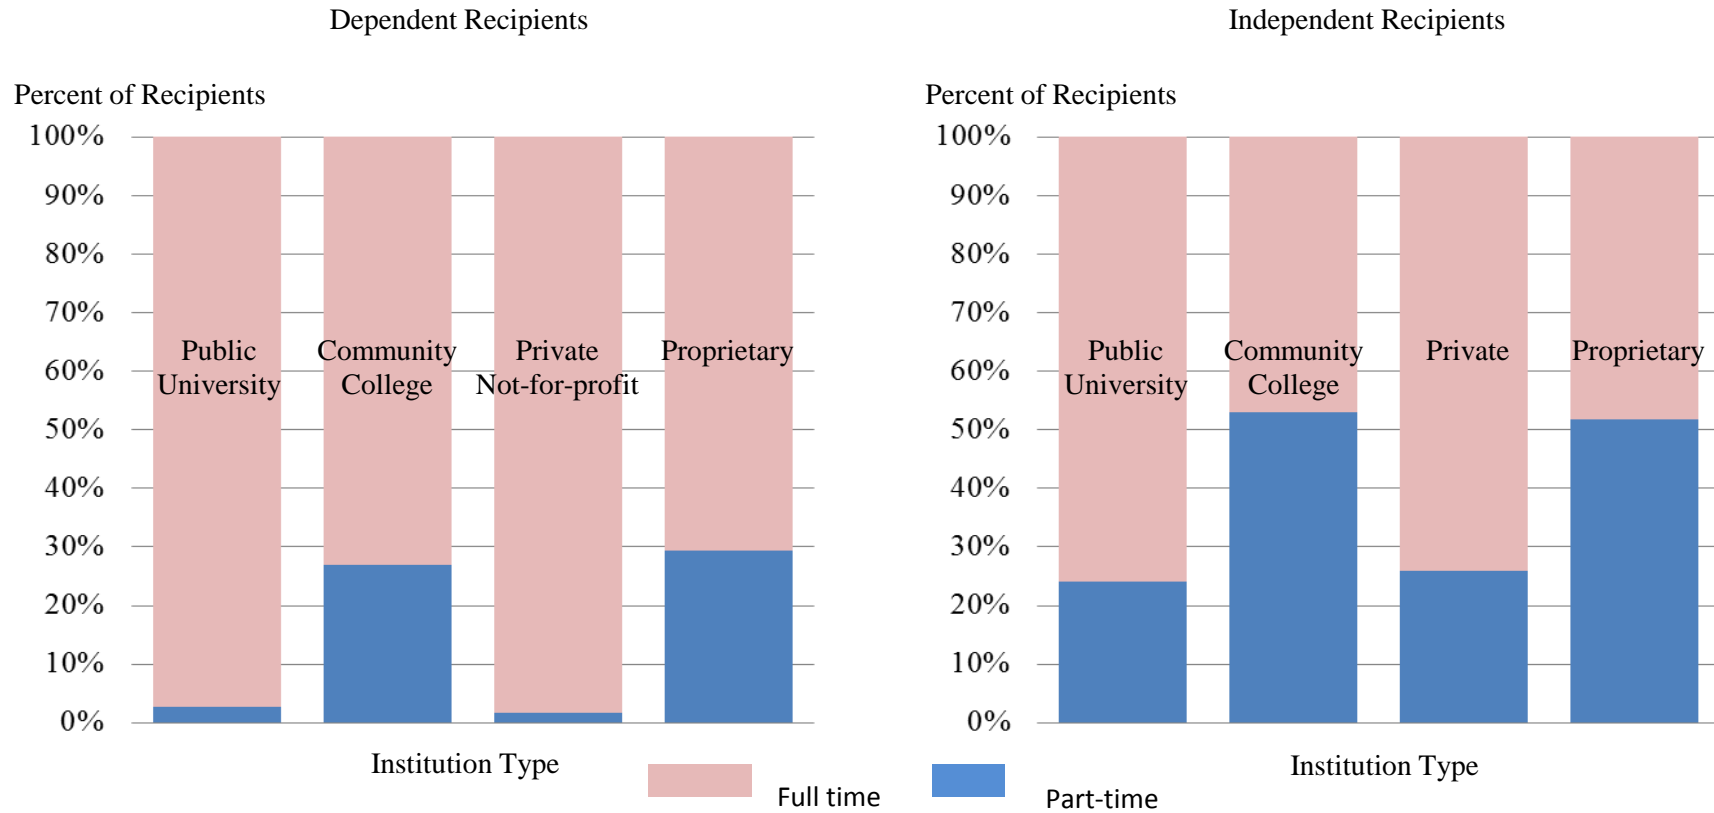 Dependent Recipients
Percent of Recipients
100%
90%
80%
70%
60%
50%
40%
30%
20%
10%
0%
Public
University
Community
College
Private
Not-for-profit
Proprietary
Institution Type
Independent Recipients
Percent of Recipients
100%
90%
80%
70%
60%
50%
40%
30%
20%
10%
0%
Public
University
Community
College
Private
Proprietary
Institution Type
Full time
Part-time